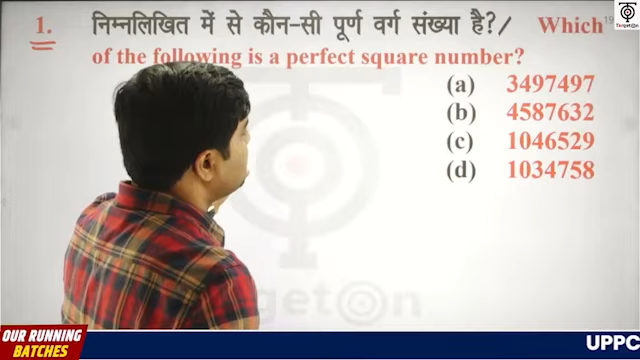 1. निम्नलिखित में से कौन-सी पूर्ण वर्ग संख्या है?/ Which
of the following is a perfect square number?
(a) 3497497
(b) 4587632
(c) 1046529
(d) 1034758
OUR RUNNING
BATCHES
UPPC